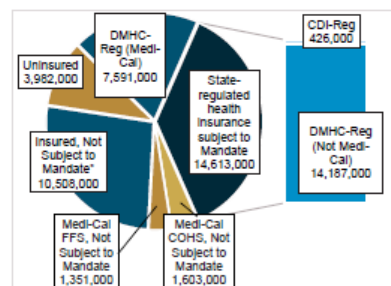 DMHC-
Reg (Medi-
Cal)
7,591,000
CDI-Reg
426,000
Uninsured
3,982,000
State-
regulated
health
Insurance
subject to
Mandate
14,613,000
DMHC-Reg
(Not Medi-
Cal)
14,187,000
Insured, Not
Subject to
Mandate*
10,508,000
Medi-Cal
FFS, Not
Subject to
Mandate
1,351,000
Medi-Cal
COHS, Not
Subject to
Mandate
1,603,000